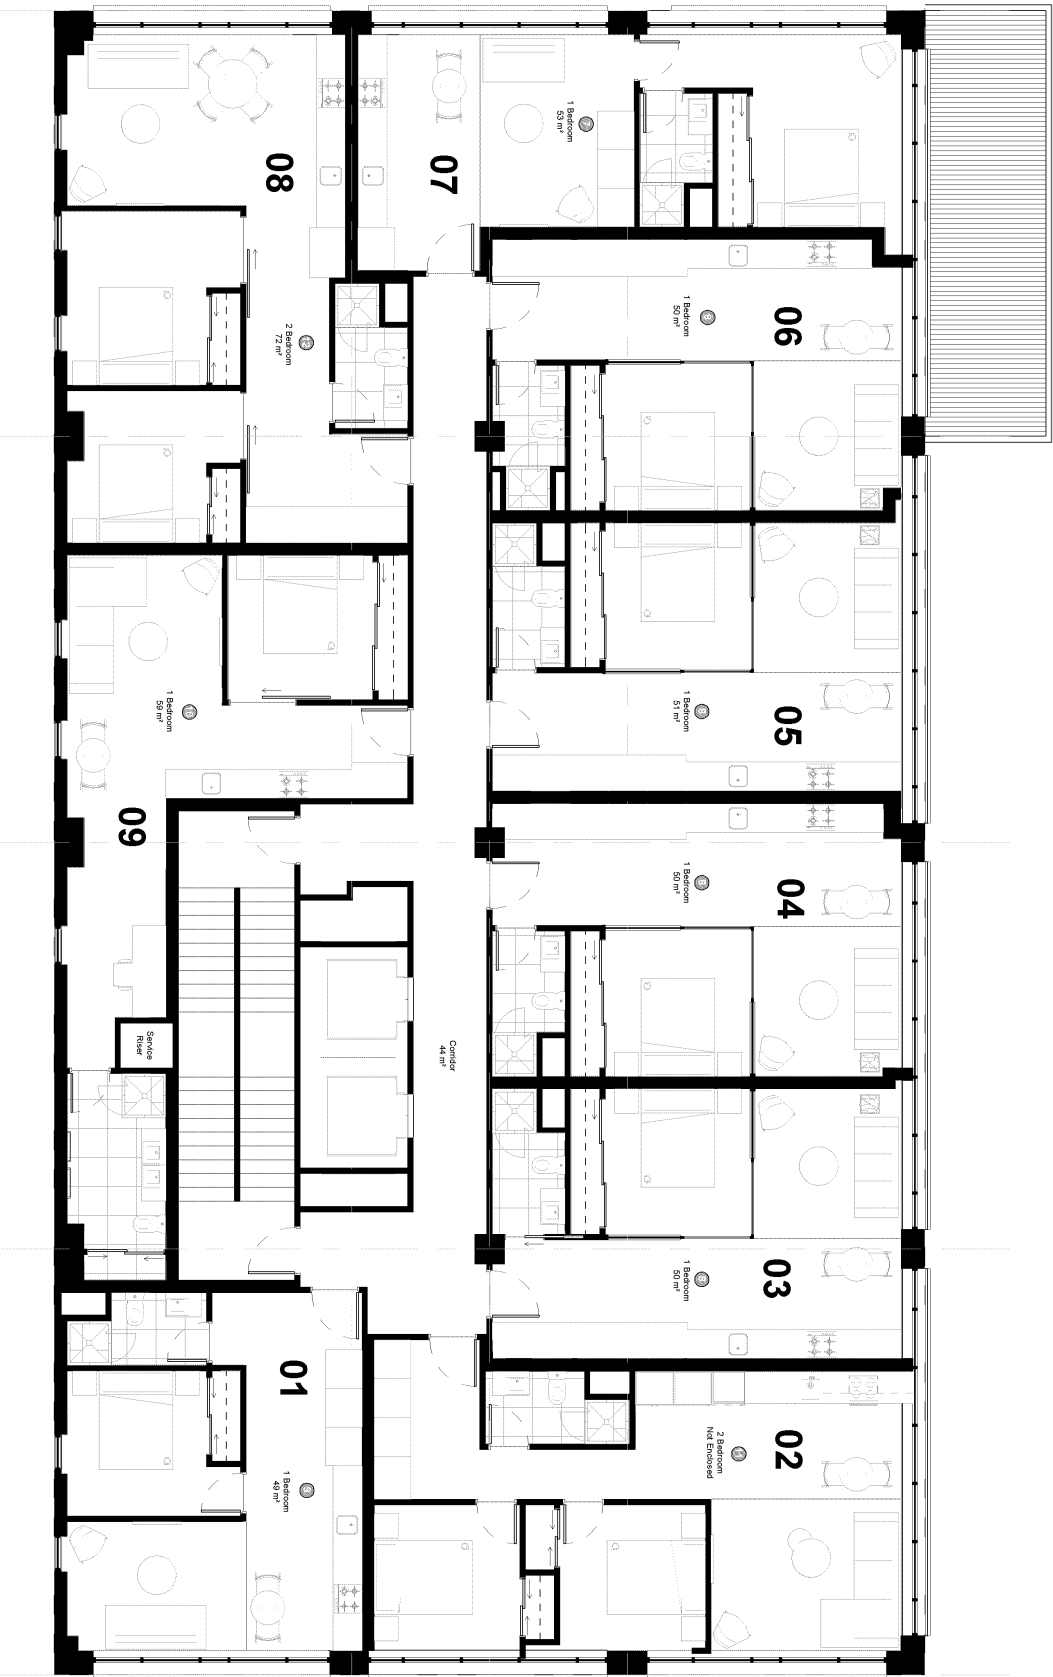 08
2 Bedroom
72 m²
07
1 Bedroom
53 m²
06
1 Bedroom
50 m²
05
1 Bedroom
51 m²
09
1 Bedroom
59 m²
04
1 Bedroom
50 m²
Corridor
44 m²
Service
Riser
03
1 Bedroom
50 m²
01
1 Bedroom
49 m²
02
2 Bedroom
Not Enclosed